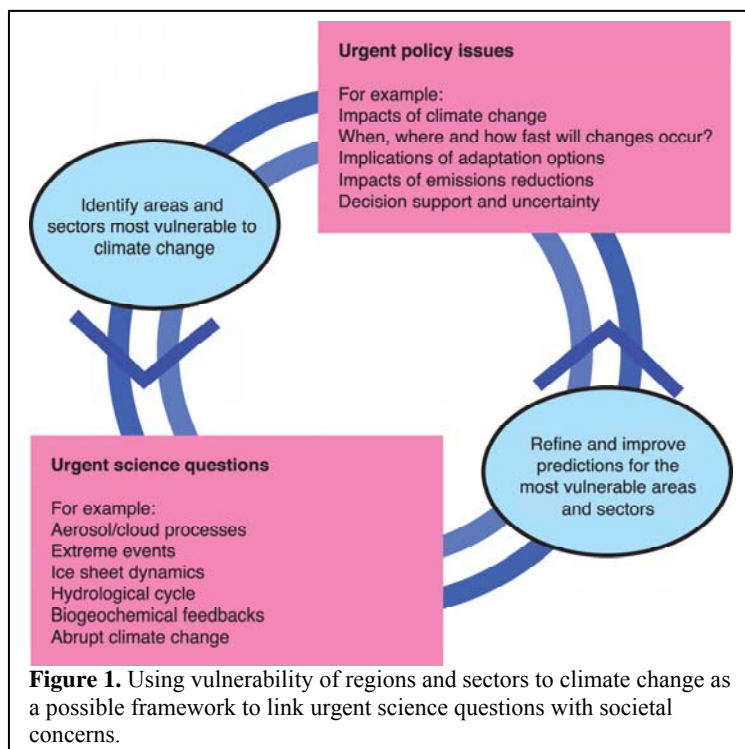 Urgent policy issues
For example:
Impacts of climate change
When, where and how fast will changes occur?
Implications of adaptation options
Impacts of emissions reductions
Decision support and uncertainty
Identify areas and
sectors most vulnerable to
climate change
Refine and improve
predictions for the
most vulnerable areas
and sectors
Urgent science questions
For example:
Aerosol/cloud processes
Extreme events
Ice sheet dynamics
Hydrological cycle
Biogeochemical feedbacks
Abrupt climate change
Figure 1. Using vulnerability of regions and sectors to climate change as
a possible framework to link urgent science questions with societal
concerns.